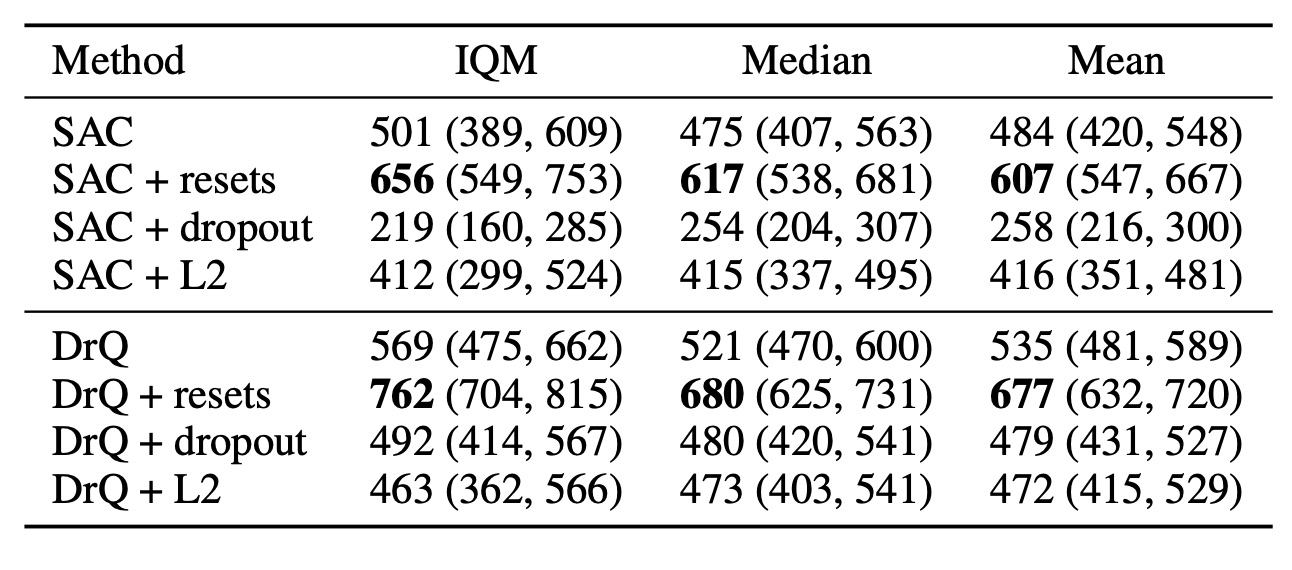 Method IQM Median Mean
SAC 501 (389, 609) 475 (407, 563) 484 (420, 548)
SAC + resets 656 (549, 753) 617 (538, 681) 607 (547, 667)
SAC + dropout 219 (160, 285) 254 (204, 307) 258 (216, 300)
SAC + L2 412 (299, 524) 415 (337, 495) 416 (351, 481)
DrQ 569 (475, 662) 521 (470, 600) 535 (481, 589)
DrQ + resets 762 (704, 815) 680 (625, 731) 677 (632, 720)
DrQ + dropout 492 (414, 567) 480 (420, 541) 479 (431, 527)
DrQ + L2 463 (362, 566) 473 (403, 541) 472 (415, 529)